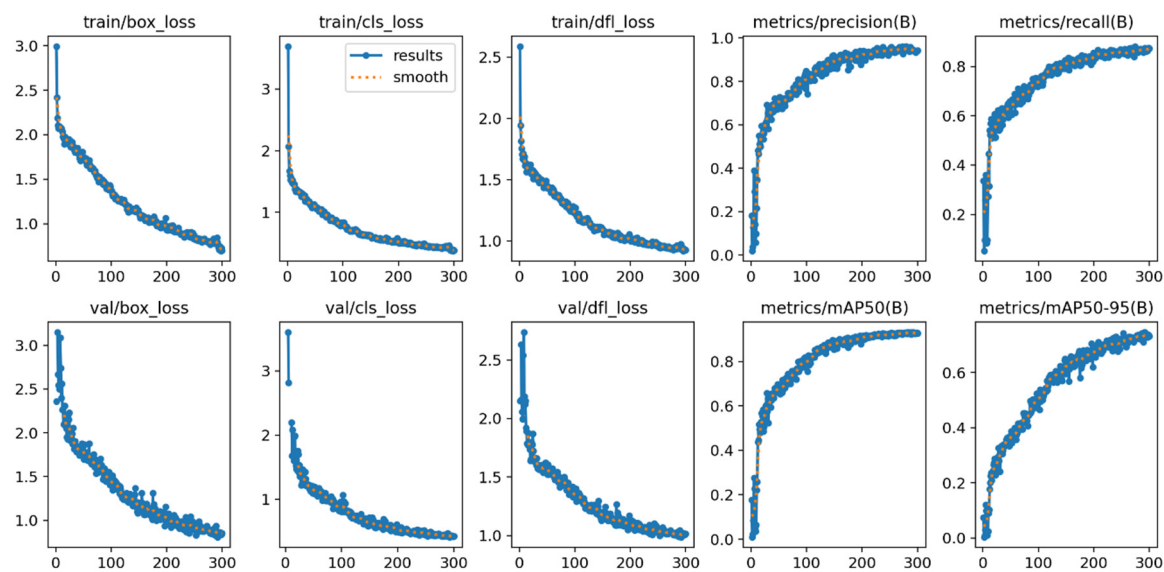 train/box_loss
train/cls_loss
train/dfl_loss
metrics/precision(B)
metrics/recall(B)
3.0
2.5
2.0
1.5
1.0
0 100 200 300
3
2
1
results
smooth
0 100 200 300
2.5
2.0
1.5
1.0
0 100 200 300
1.0
0.8
0.6
0.4
0.2
0.0
0 100 200 300
0.8
0.6
0.4
0.2
0 100 200 300
val/box_loss
val/cls_loss
val/dfl_loss
metrics/mAP50(B)
metrics/mAP50-95(B)
3.0
2.5
2.0
1.5
1.0
0 100 200 300
3
2
1
0 100 200 300
2.5
2.0
1.5
1.0
0 100 200 300
0.8
0.6
0.4
0.2
0.0
0 100 200 300
0.6
0.4
0.2
0.0
0 100 200 300